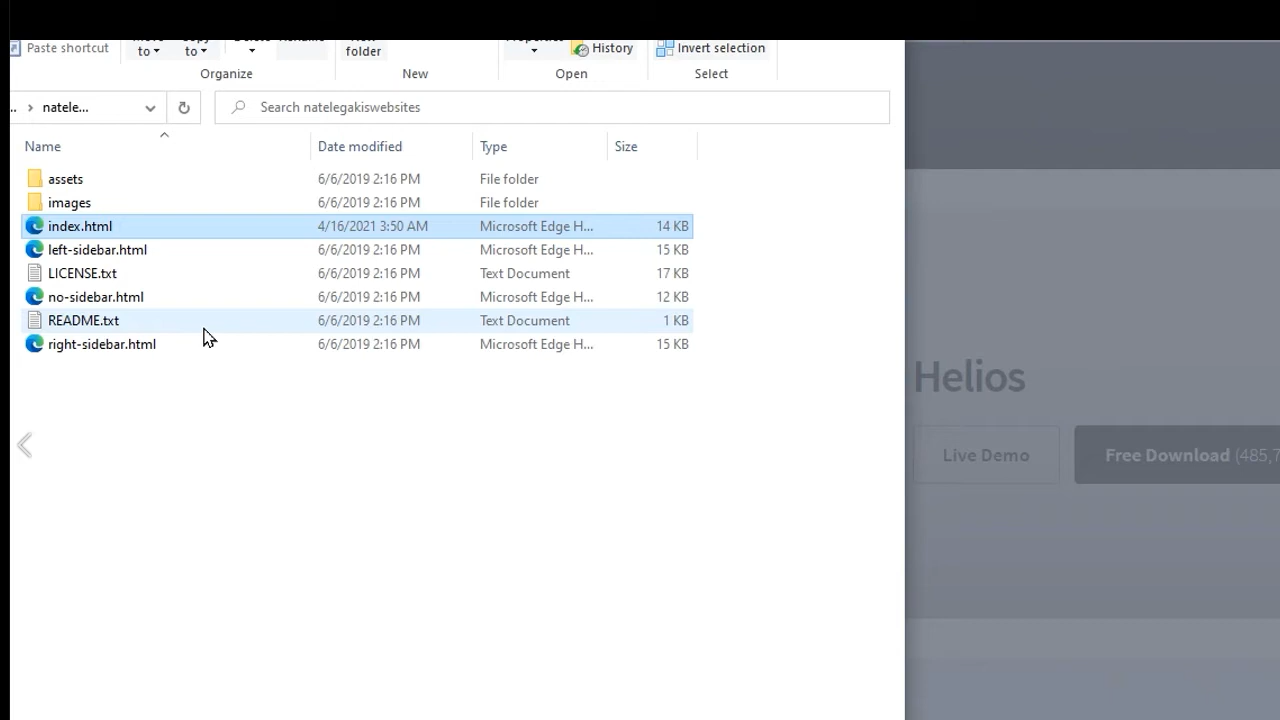 Paste shortcut
to
to
folder
History
Invert selection
Organize
New
Open
Select
natele...
Search natelegakiswebsites
Name
Date modified
Type
Size
assets
6/6/2019 2:16 PM
File folder
images
6/6/2019 2:16 PM
File folder
index.html
4/16/2021 3:50 AM
Microsoft Edge H...
14 KB
left-sidebar.html
6/6/2019 2:16 PM
Microsoft Edge H...
15 KB
LICENSE.txt
6/6/2019 2:16 PM
Text Document
17 KB
no-sidebar.html
6/6/2019 2:16 PM
Microsoft Edge H...
12 KB
README.txt
6/6/2019 2:16 PM
Text Document
1 KB
right-sidebar.html
6/6/2019 2:16 PM
Microsoft Edge H...
15 KB
Helios
Live Demo
Free Download (485,7